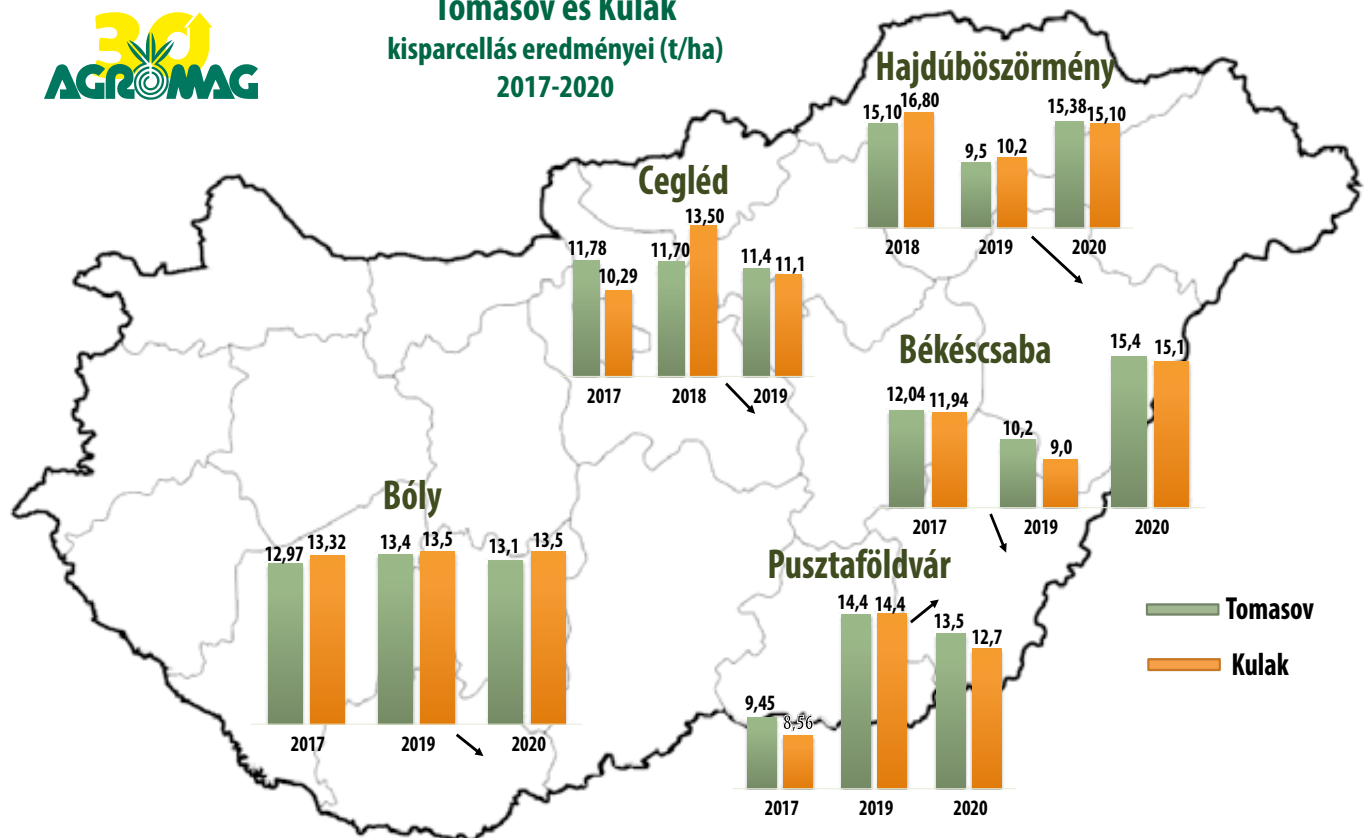 30
AGROMAG
Tomasov és Kulak
kisparcellás eredményei (t/ha)
2017-2020
Hajdúböszörmény
15,10 16,80
9,5 10,2
15,38 15,10
2018 2019 2020
Cegléd
11,78 10,29
11,70 13,50
11,4 11,1
2017 2018 2019
Békéscsaba
12,04 11,94
10,2 9,0
15,4 15,1
2017 2019 2020
Bóly
12,97 13,32
13,4 13,5
13,1 13,5
2017 2019 2020
Pusztaföldvár
9,45 8,56
14,4 14,4
13,5 12,7
2017 2019 2020
Tomasov
Kulak